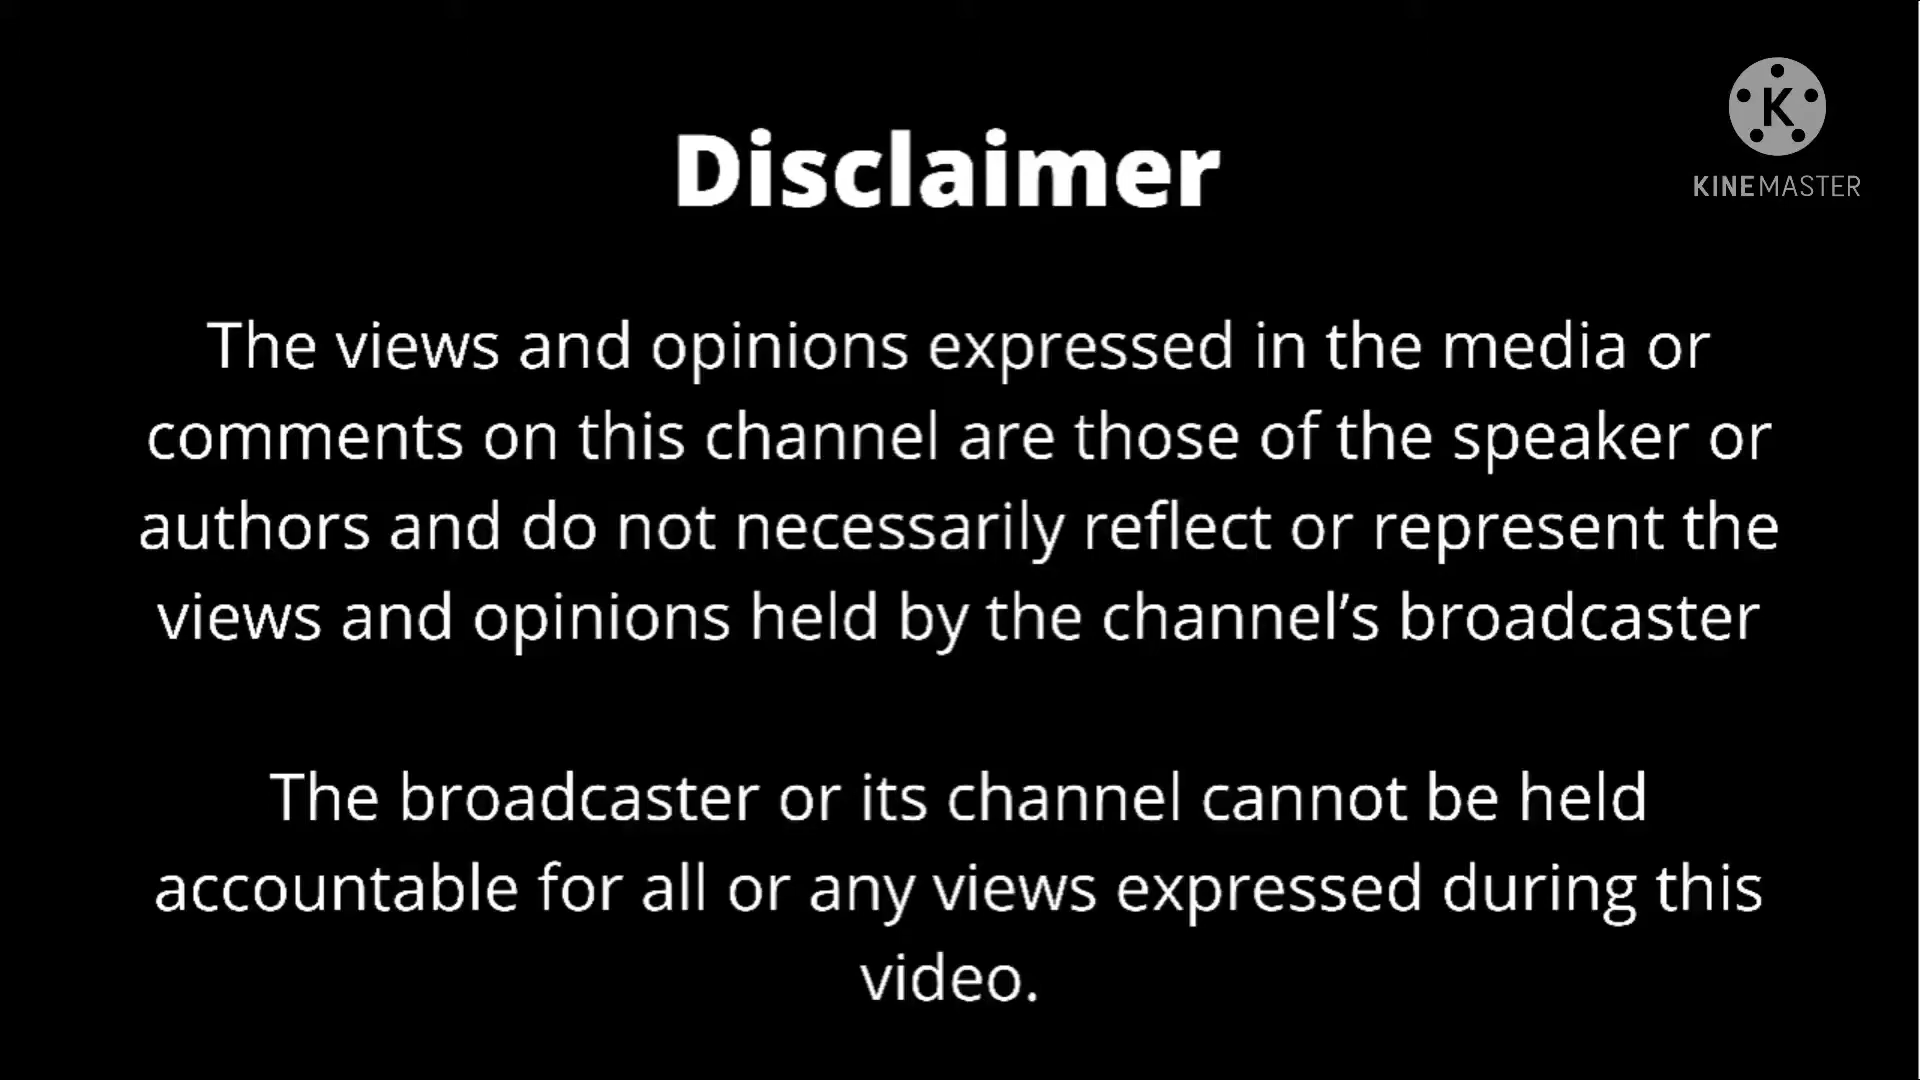 K
KINEMASTER
Disclaimer
The views and opinions expressed in the media or
comments on this channel are those of the speaker or
authors and do not necessarily reflect or represent the
views and opinions held by the channel’s broadcaster
The broadcaster or its channel cannot be held
accountable for all or any views expressed during this
video.